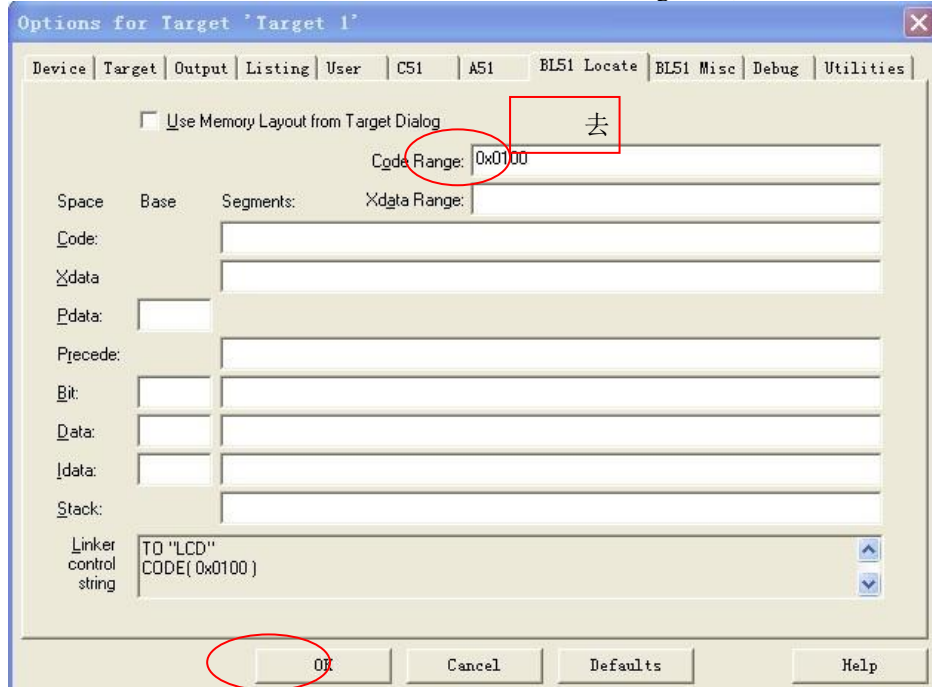 Options for Target 'Target 1'
Device Target Output Listing User C51 A51 BL51 Locate BL51 Misc Debug Utilities
Use Memory Layout from Target Dialog
去
Code Range: 0x0100
Space Base Segments: Xdata Range:
Code:
Xdata
Pdata:
Precede:
Bit:
Data:
Idata:
Stack:
Linker control string
TO "LCD"
CODE( 0x0100 )
OK Cancel Defaults Help